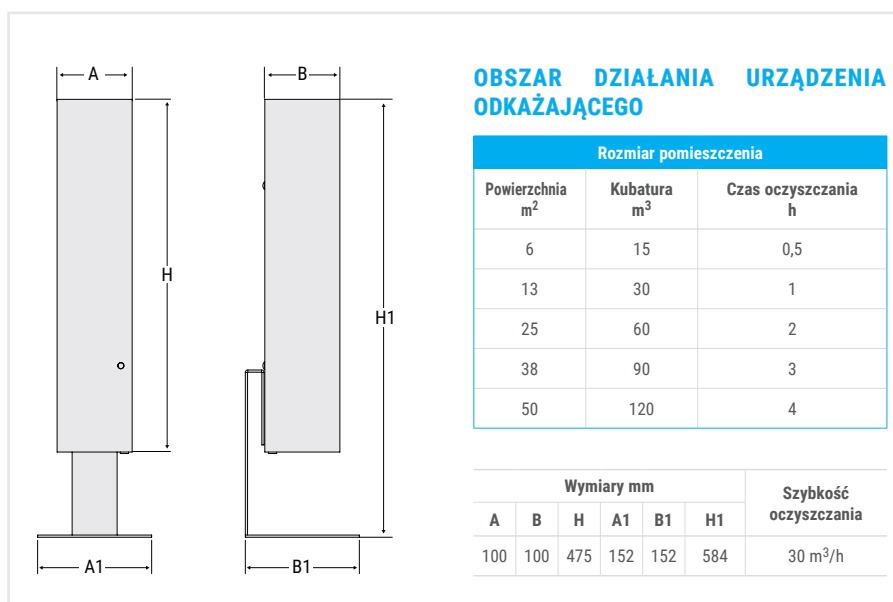 A
B
H
H1
A1
B1
OBSZAR DZIAŁANIA URZĄDZENIA
ODKAŻAJĄCEGO
Rozmiar pomieszczenia
Powierzchnia Kubatura Czas oczyszczania
m² m³ h
6 15 0,5
13 30 1
25 60 2
38 90 3
50 120 4
Wymiary mm Szybkość
oczyszczania
A B H A1 B1 H1
100 100 475 152 152 584 30 m³/h